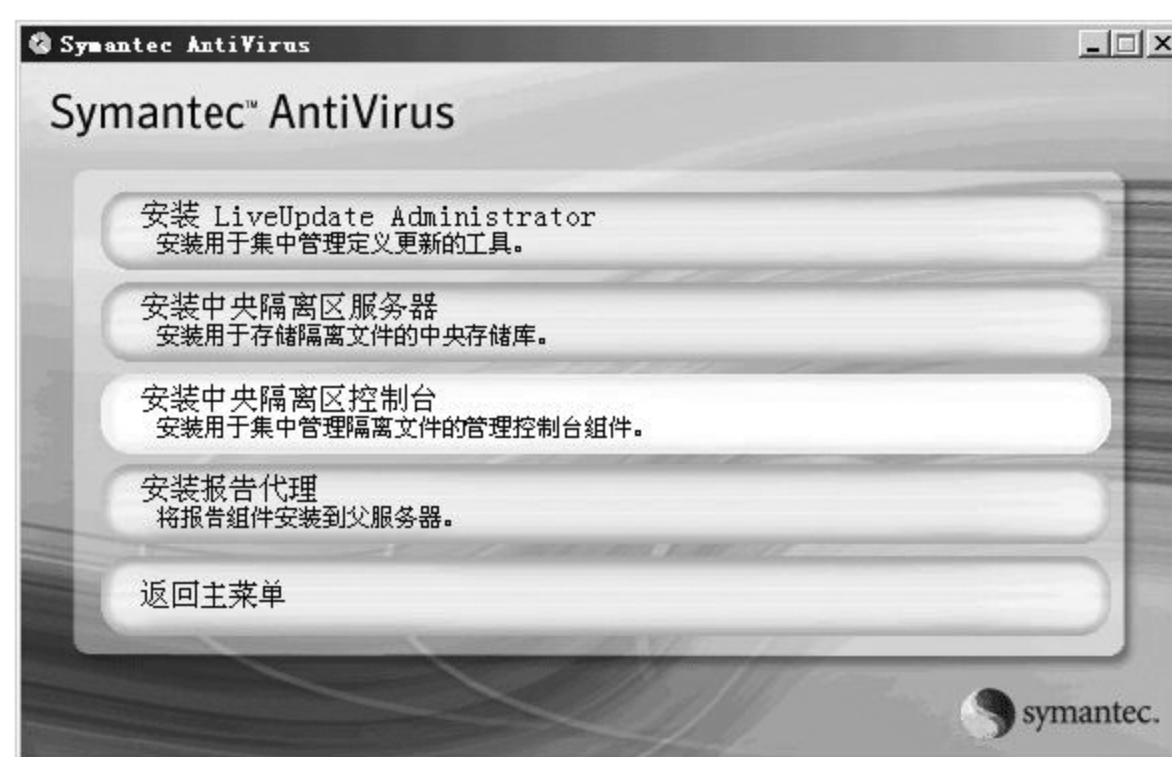 Symantec AntiVirus
Symantec™ AntiVirus
安装 LiveUpdate Administrator
安装用于集中管理定义更新的工具。
安装中央隔离区服务器
安装用于存储隔离文件的中央存储库。
安装中央隔离区控制台
安装用于集中管理隔离文件的管理控制台组件。
安装报告代理
将报告组件安装到父服务器。
返回主菜单
symantec.